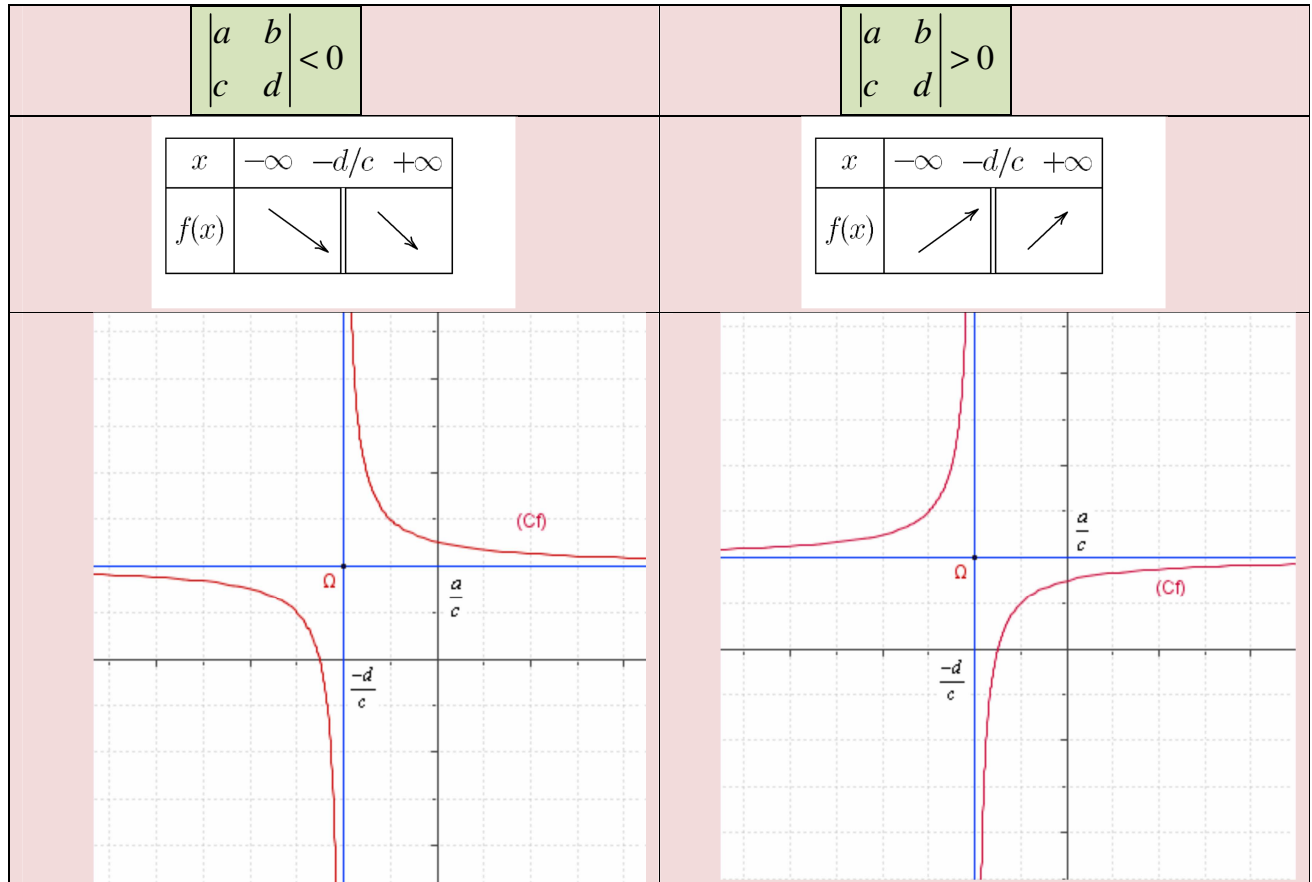 |a b|
|c d| < 0
|a b|
|c d| > 0
x −∞ −d/c +∞
f(x)
x −∞ −d/c +∞
f(x)
(Cf)
Ω
a
c
−d
c
a
c
Ω
(Cf)
−d
c